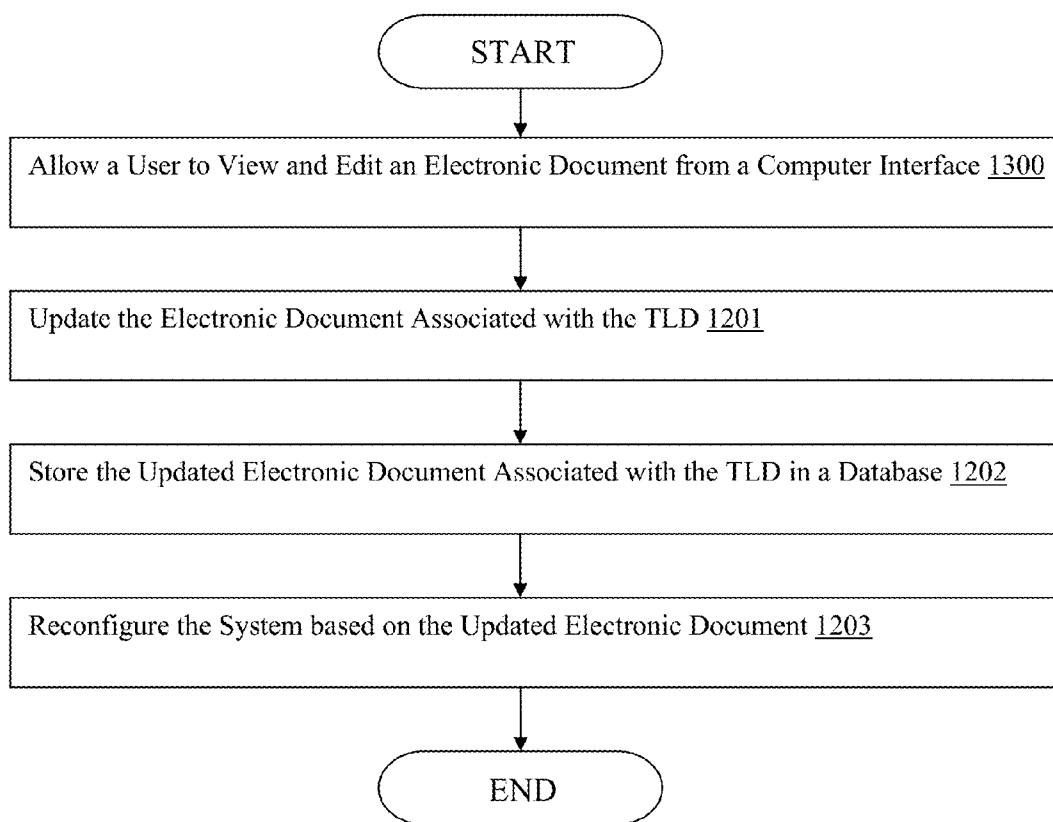 START
Allow a User to View and Edit an Electronic Document from a Computer Interface 1300
Update the Electronic Document Associated with the TLD 1201
Store the Updated Electronic Document Associated with the TLD in a Database 1202
Reconfigure the System based on the Updated Electronic Document 1203
END